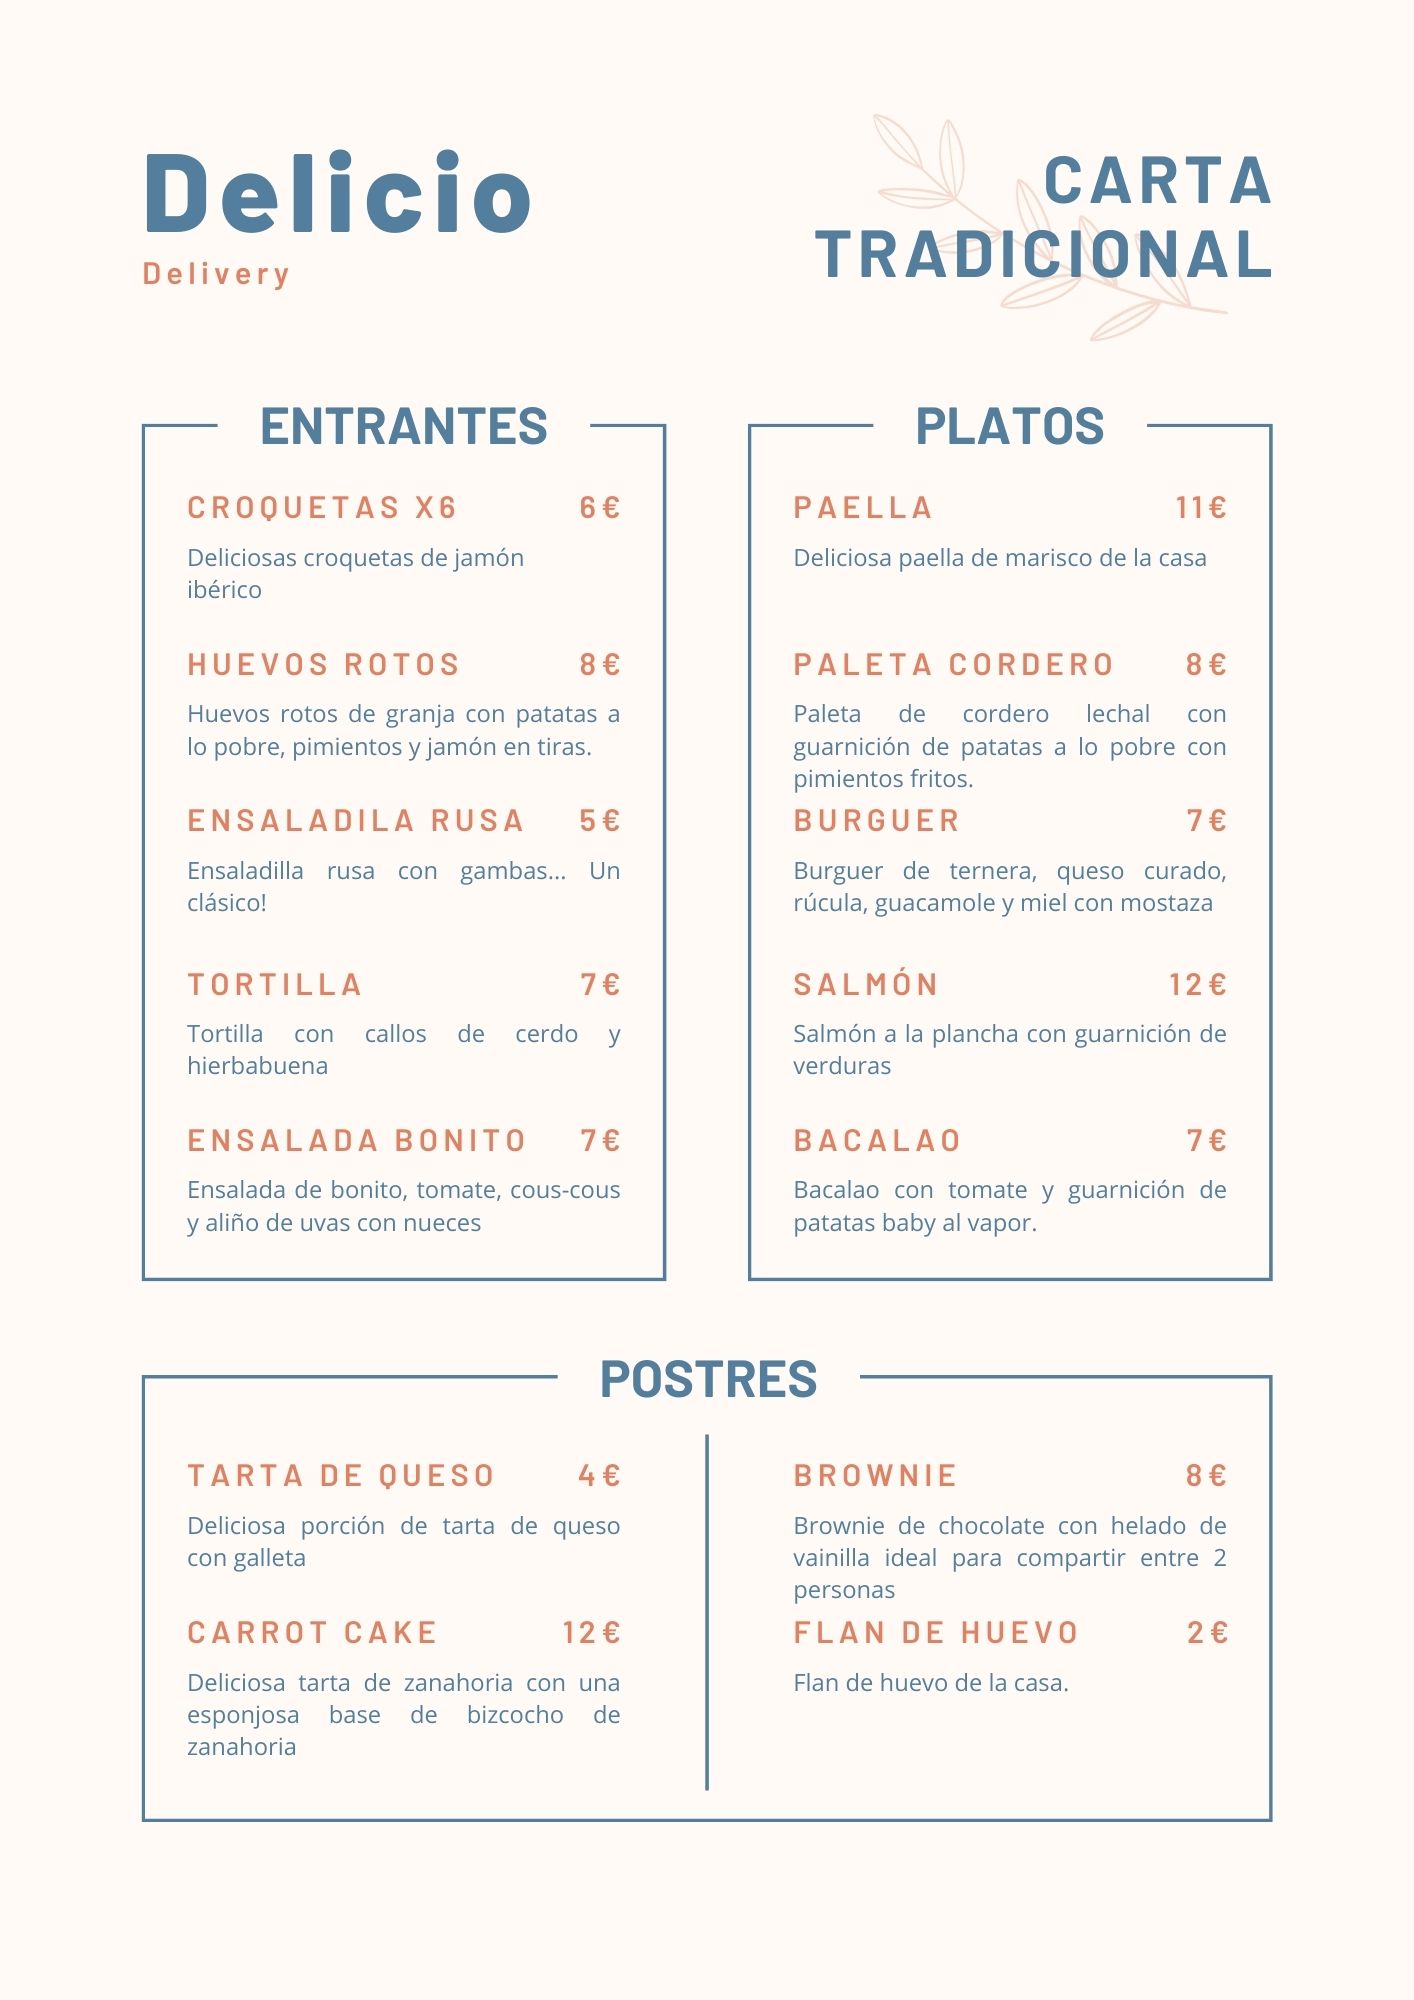 Delicio
Delivery
CARTA
TRADICIONAL
ENTRANTES
CROQUETAS X6 6€
Deliciosas croquetas de jamón
ibérico
HUEVOS ROTOS 8€
Huevos rotos de granja con patatas a
lo pobre, pimientos y jamón en tiras.
ENSALADILA RUSA 5€
Ensaladilla rusa con gambas... Un
clásico!
TORTILLA 7€
Tortilla con callos de cerdo y
hierbabuena
ENSALADA BONITO 7€
Ensalada de bonito, tomate, cous-cous
y aliño de uvas con nueces
PLATOS
PAELLA 11€
Deliciosa paella de marisco de la casa
PALETA CORDERO 8€
Paleta de cordero lechal con
guarnición de patatas a lo pobre con
pimientos fritos.
BURGUER 7€
Burguer de ternera, queso curado,
rúcula, guacamole y miel con mostaza
SALMÓN 12€
Salmón a la plancha con guarnición de
verduras
BACALAO 7€
Bacalao con tomate y guarnición de
patatas baby al vapor.
POSTRES
TARTA DE QUESO 4€
Deliciosa porción de tarta de queso
con galleta
CARROT CAKE 12€
Deliciosa tarta de zanahoria con una
esponjosa base de bizcocho de
zanahoria
BROWNIE 8€
Brownie de chocolate con helado de
vainilla ideal para compartir entre 2
personas
FLAN DE HUEVO 2€
Flan de huevo de la casa.